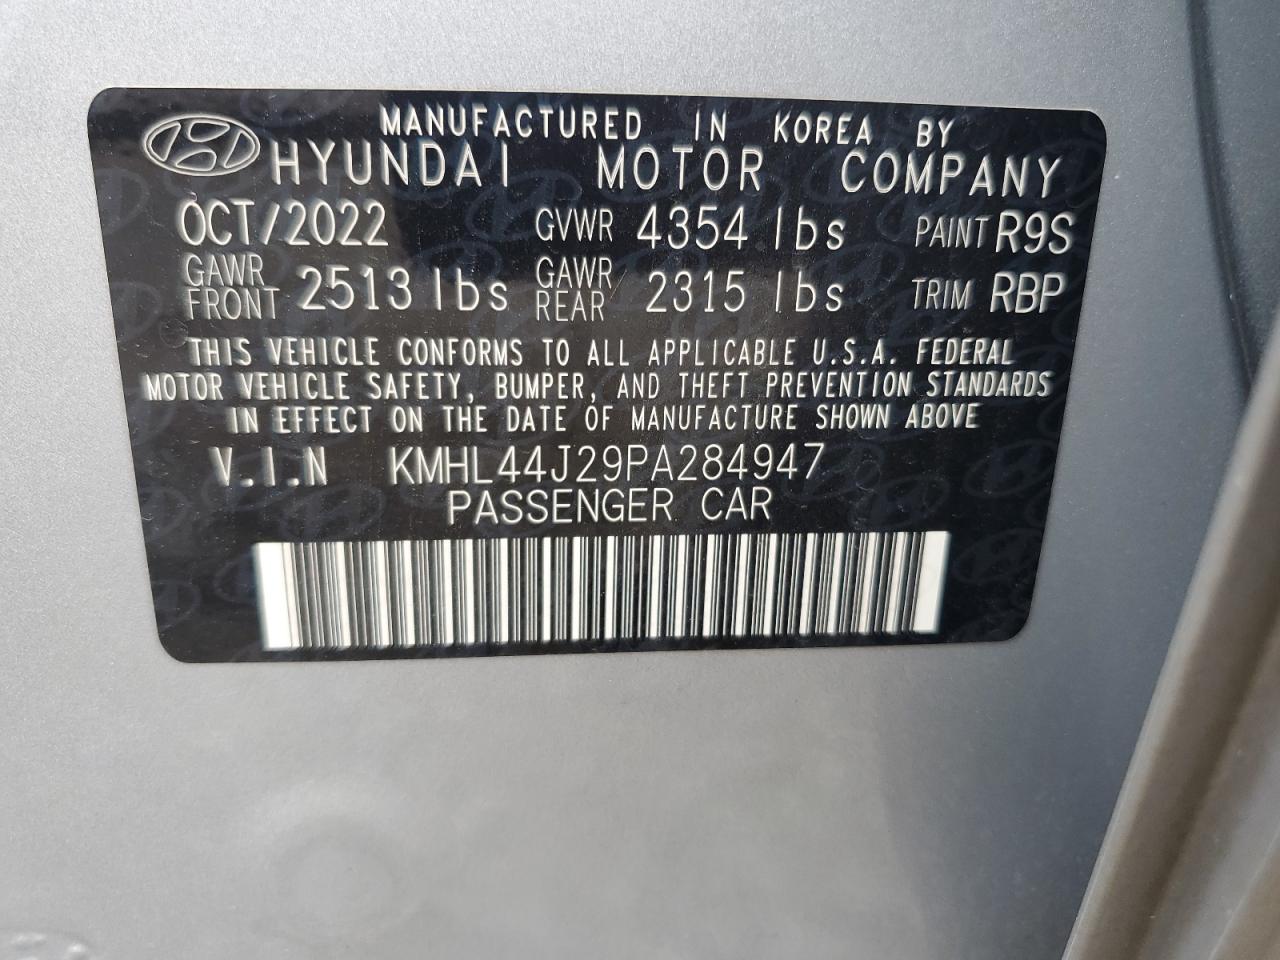 MANUFACTURED IN KOREA BY
HYUNDAI MOTOR COMPANY
OCT/2022 GVWR 4354 lbs PAINT R9S
GAWR FRONT 2513 lbs GAWR REAR 2315 lbs TRIM RBP
THIS VEHICLE CONFORMS TO ALL APPLICABLE U.S.A. FEDERAL
MOTOR VEHICLE SAFETY, BUMPER, AND THEFT PREVENTION STANDARDS
IN EFFECT ON THE DATE OF MANUFACTURE SHOWN ABOVE
V.I.N KMHL44J29PA284947
PASSENGER CAR